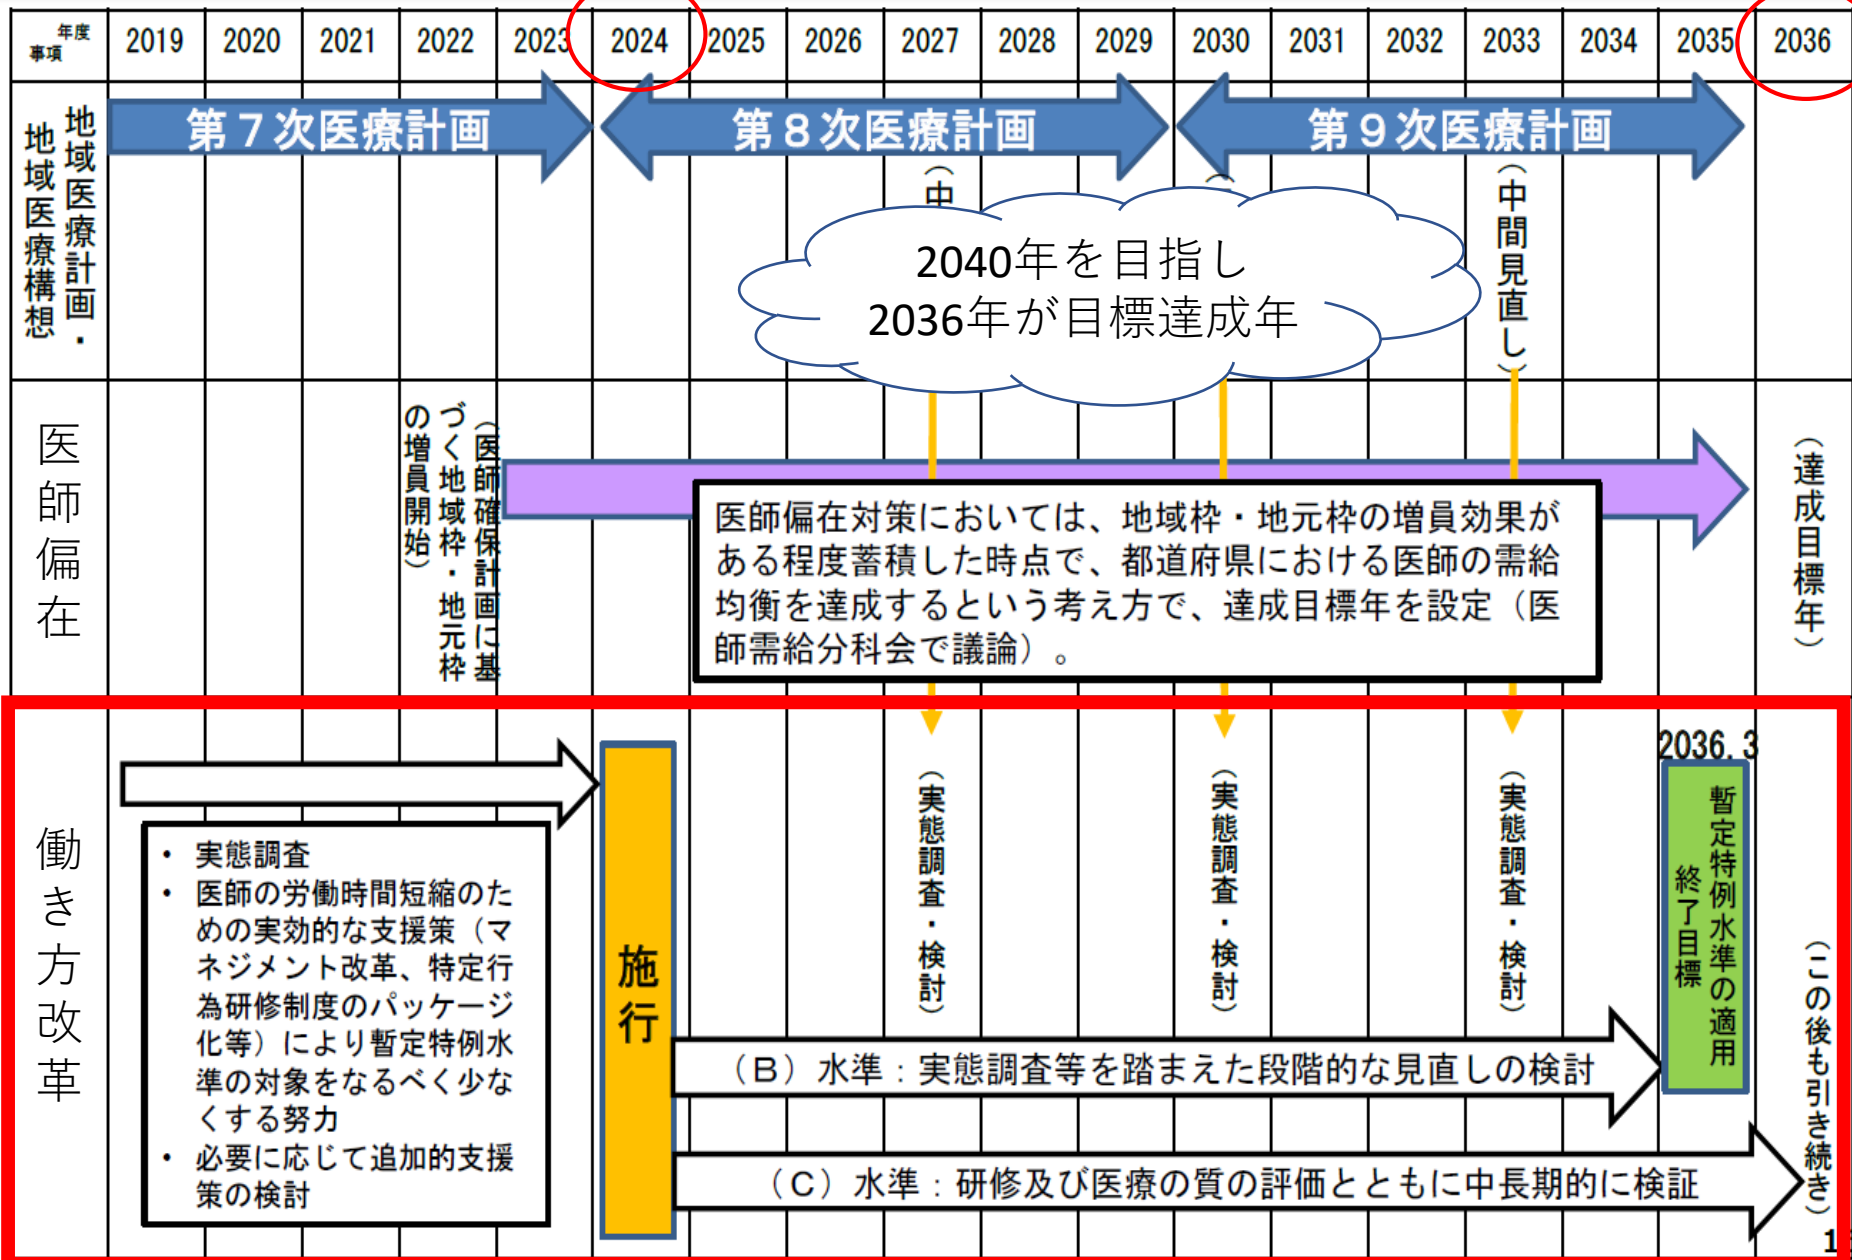 年度
事項
2019 2020 2021 2022 2023 2024 2025 2026 2027 2028 2029 2030 2031 2032 2033 2034 2035 2036
地域医療計画・
地域医療構想
第7次医療計画
第8次医療計画
第9次医療計画
(中
(中間見直し)
2040年を目指し
2036年が目標達成年
医師偏在
(医師確保計画に基
づく地域枠・地元枠
の増員開始)
医師偏在対策においては、地域枠・地元枠の増員効果が
ある程度蓄積した時点で、都道府県における医師の需給
均衡を達成するという考え方で、達成目標年を設定(医
師需給分科会で議論)。
(達成目標年)
働き方改革
・ 実態調査
・ 医師の労働時間短縮のた
めの実効的な支援策(マ
ネジメント改革、特定行
為研修制度のパッケージ
化等)により暫定特例水
準の対象をなるべく少な
くする努力
・ 必要に応じて追加的支援
策の検討
施行
(実態調査・検討)
(実態調査・検討)
(実態調査・検討)
2036.3
暫定特例水準の適用
終了目標
(B)水準:実態調査等を踏まえた段階的な見直しの検討
(C)水準:研修及び医療の質の評価とともに中長期的に検証
(この後も引き続き)